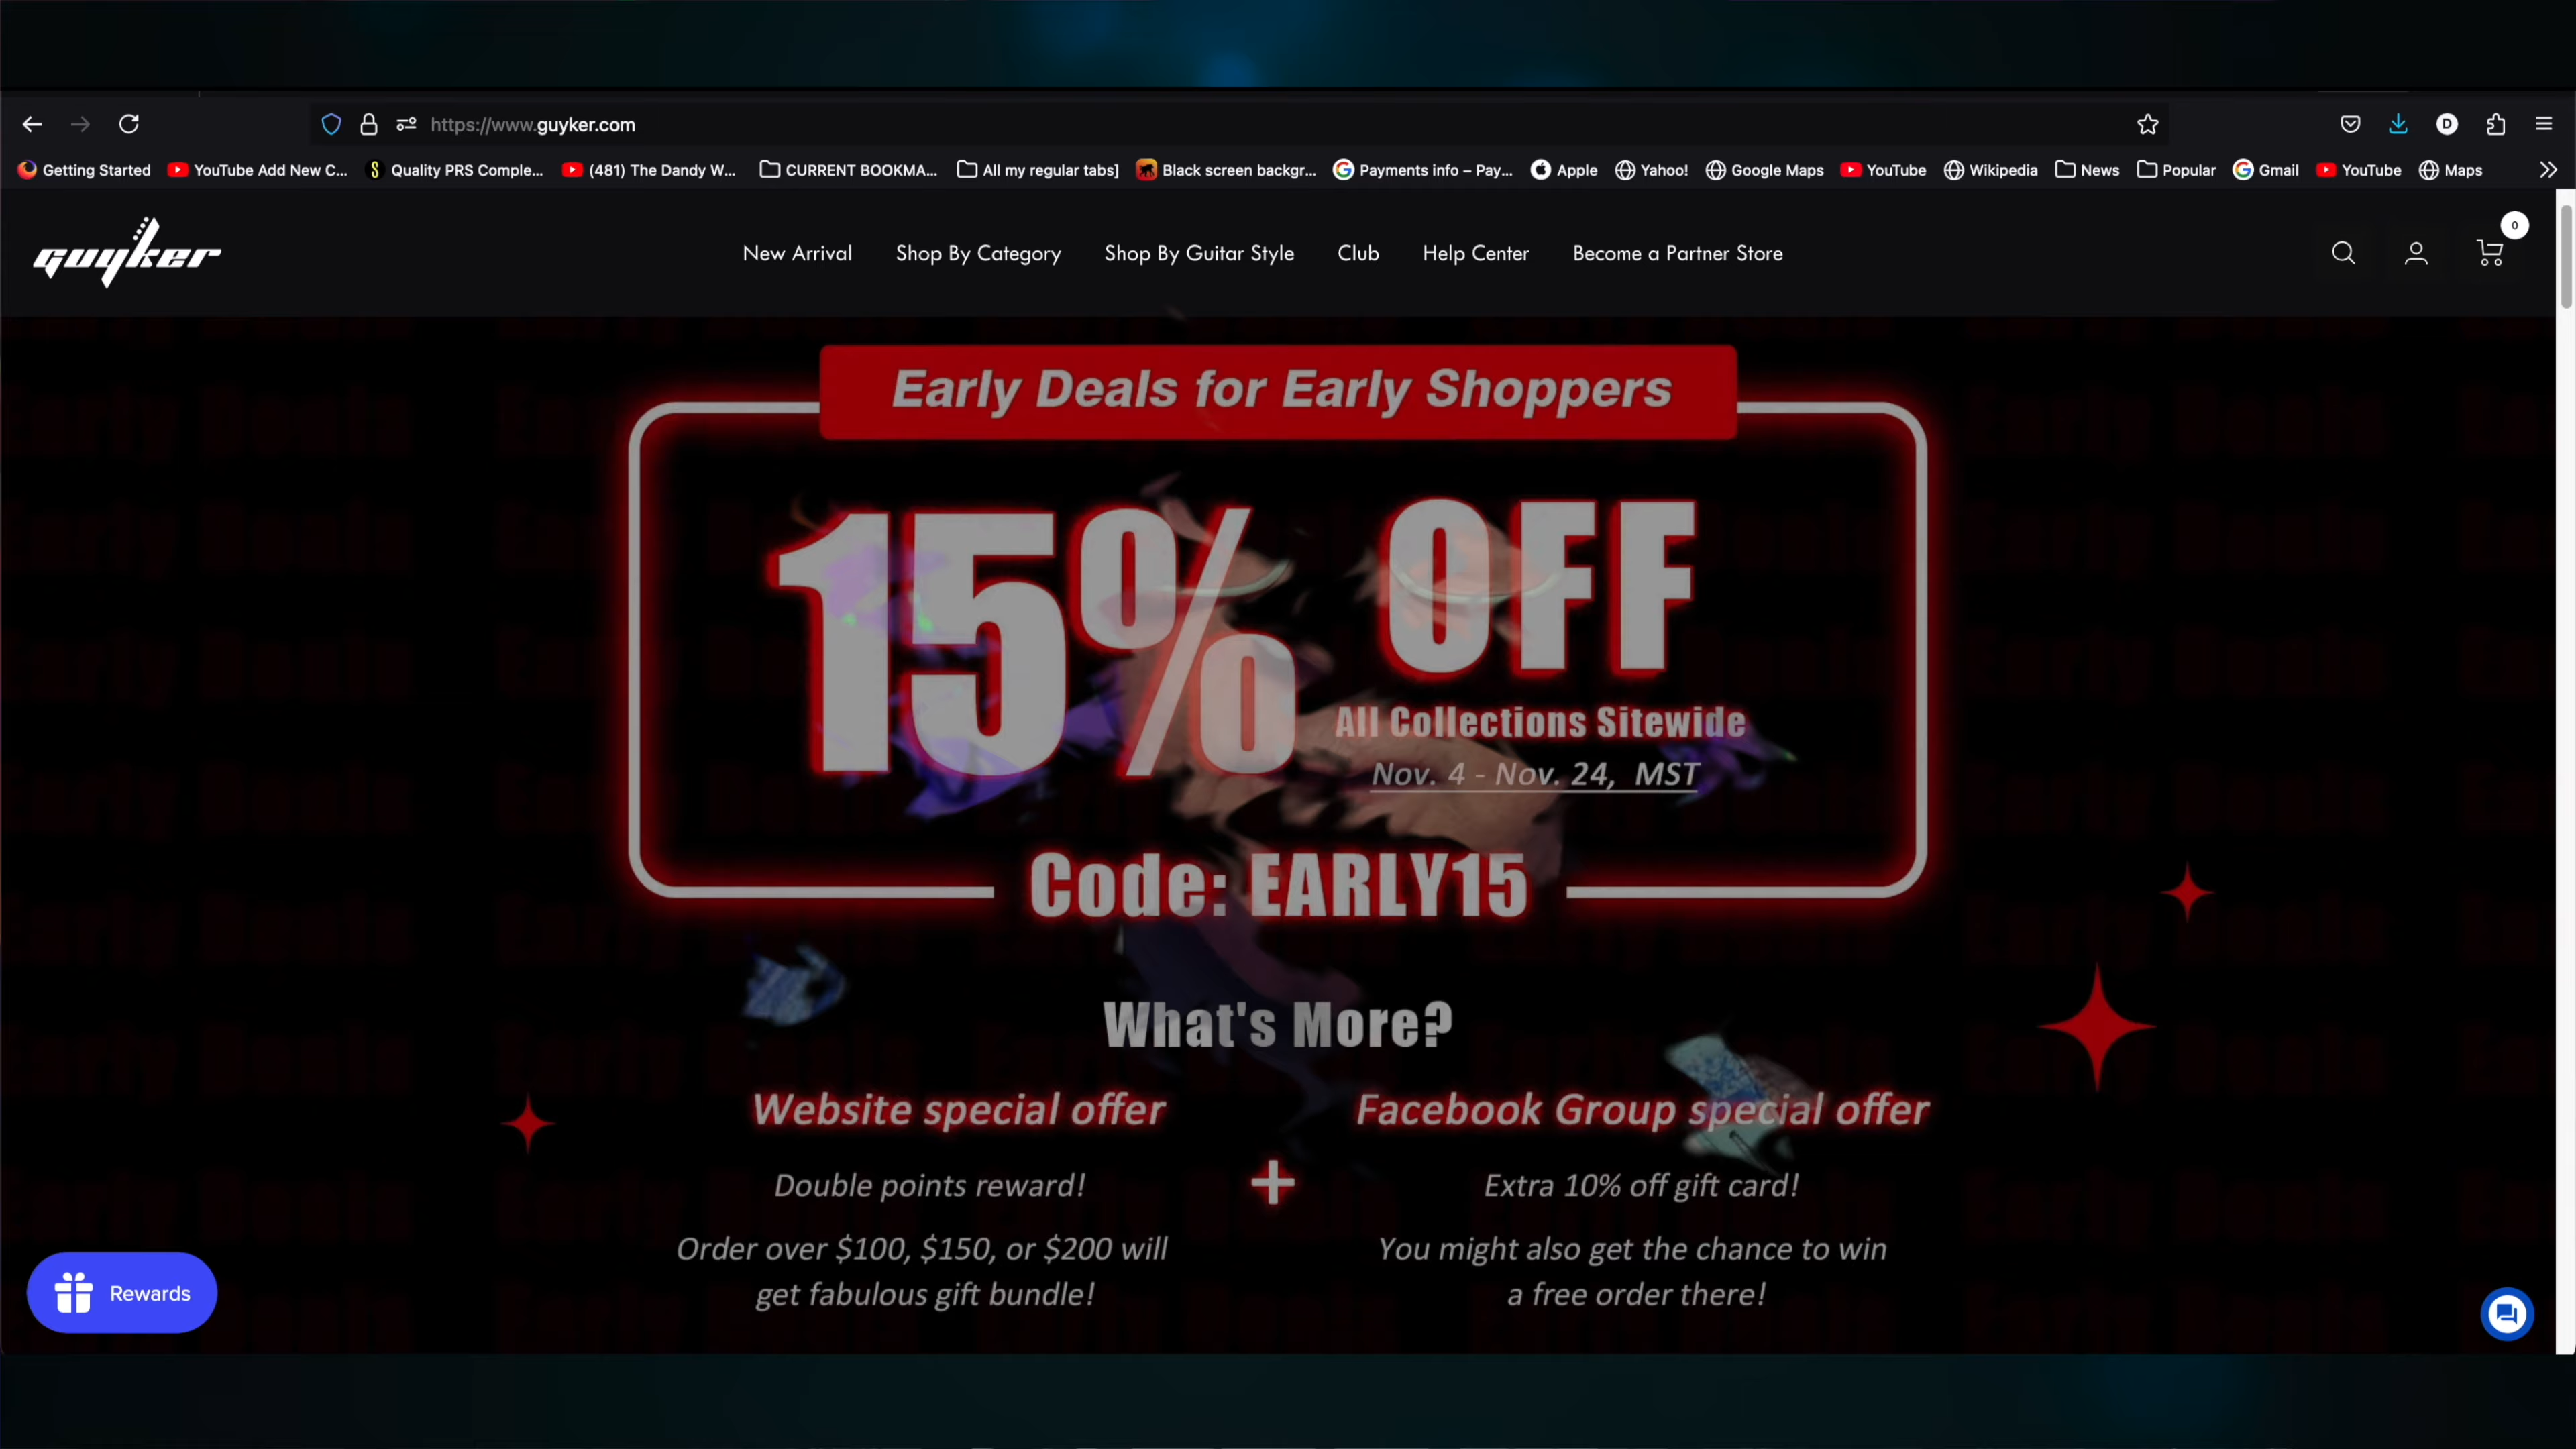 https://www.guyker.com
D
Getting Started
YouTube Add New C...
Quality PRS Comple...
(481) The Dandy W...
CURRENT BOOKMA...
All my regular tabs]
Black screen backgr...
Payments info – Pay...
Apple
Yahoo!
Google Maps
YouTube
Wikipedia
News
Popular
Gmail
YouTube
Maps
guyker
New Arrival
Shop By Category
Shop By Guitar Style
Club
Help Center
Become a Partner Store
0
Early Deals for Early Shoppers
15% OFF
All Collections Sitewide
Nov. 4 - Nov. 24, MST
Code: EARLY15
What's More?
Website special offer
Double points reward!
Order over $100, $150, or $200 will
get fabulous gift bundle!
+
Facebook Group special offer
Extra 10% off gift card!
You might also get the chance to win
a free order there!
Rewards